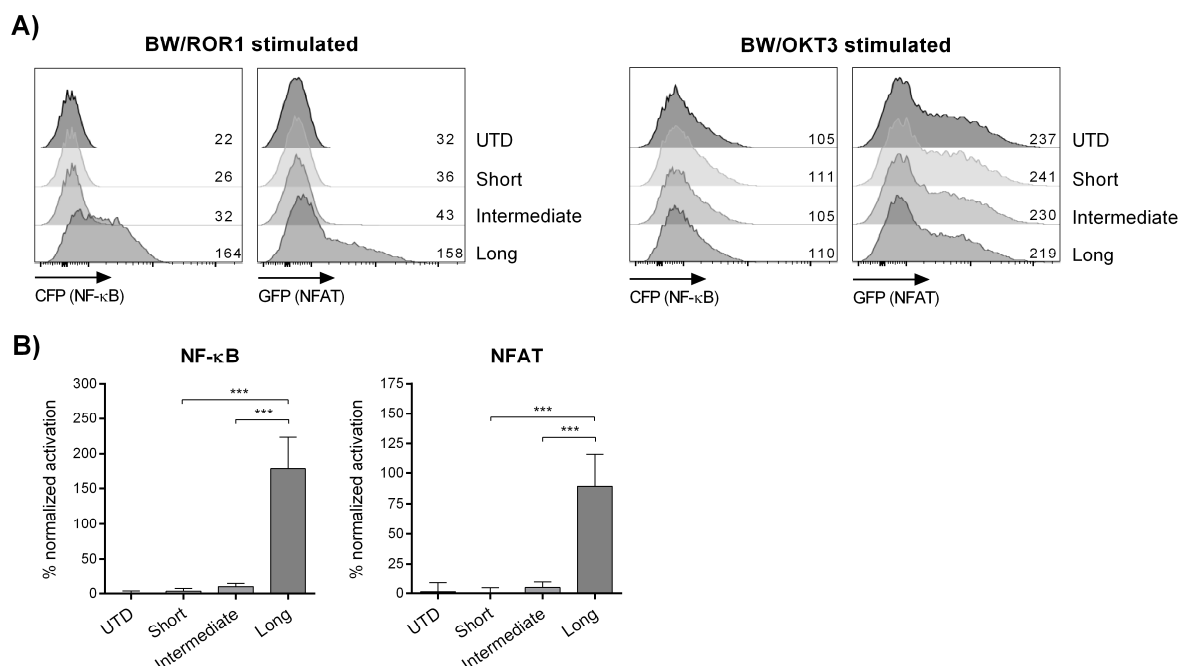 A)
BW/ROR1 stimulated
BW/OKT3 stimulated
22 32 UTD
26 36 Short
32 43 Intermediate
164 158 Long
CFP (NF-κB) GFP (NFAT)
105 237 UTD
111 241 Short
105 230 Intermediate
110 219 Long
CFP (NF-κB) GFP (NFAT)
B)
NF-κB
% normalized activation
300
250
200
150
100
50
0
***
***
UTD Short Intermediate Long
NFAT
% normalized activation
175
150
125
100
75
50
25
0
***
***
UTD Short Intermediate Long